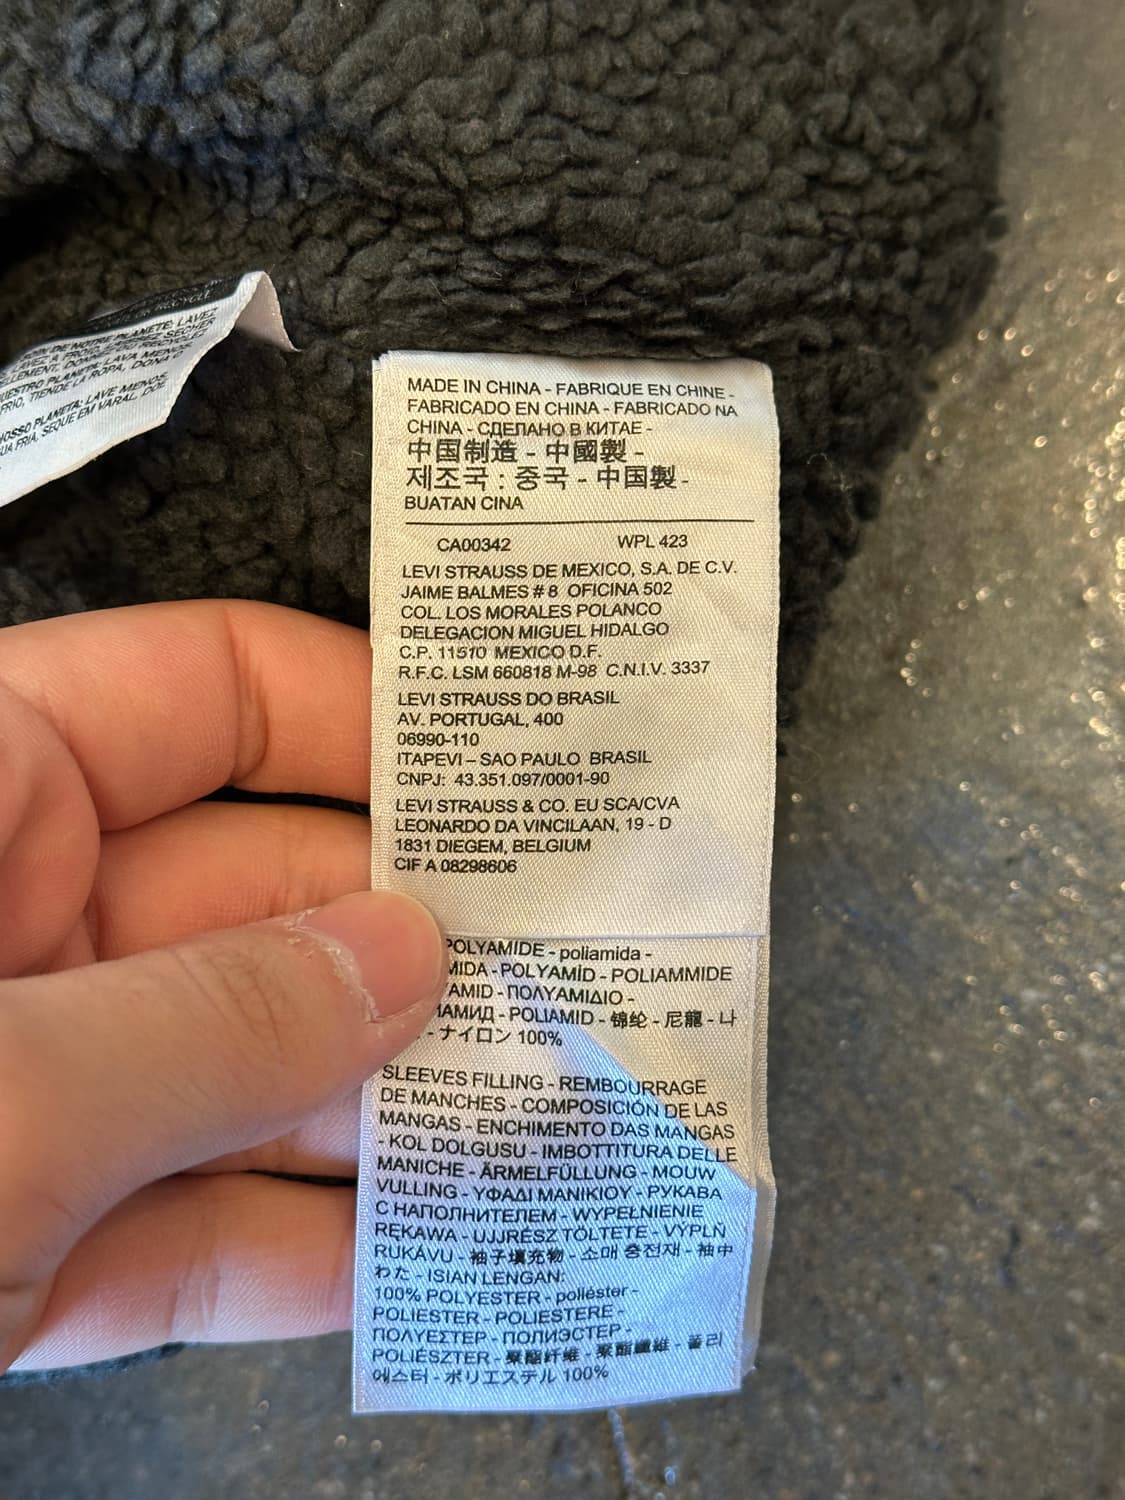 OUR PLANETE: LAVEZ
MADE IN CHINA - FABRIQUE EN CHINE -
FABRICADO EN CHINA - FABRICADO NA
CHINA - СДЕЛАНО В КИТАЕ -
中国制造 - 中國製 -
제조국 : 중국 - 中国製 -
BUATAN CINA
CA00342 WPL 423
LEVI STRAUSS DE MEXICO, S.A. DE C.V.
JAIME BALMES # 8 OFICINA 502
COL. LOS MORALES POLANCO
DELEGACION MIGUEL HIDALGO
C.P. 11510 MEXICO D.F.
R.F.C. LSM 660818 M-98 C.N.I.V. 3337
LEVI STRAUSS DO BRASIL
AV. PORTUGAL, 400
06990-110
ITAPEVI – SAO PAULO BRASIL
CNPJ: 43.351.097/0001-90
LEVI STRAUSS & CO. EU SCA/CVA
LEONARDO DA VINCILAAN, 19 - D
1831 DIEGEM, BELGIUM
CIF A 08298606
POLYAMIDE - poliamida -
MIDA - POLYAMİD - POLIAMMIDE
AMID - ΠΟΛΥΑΜΙΔΙΟ -
ИАМИД - POLIAMID - 锦纶 - 尼龍 - 나
- ナイロン 100%
SLEEVES FILLING - REMBOURRAGE
DE MANCHES - COMPOSICIÓN DE LAS
MANGAS - ENCHIMENTO DAS MANGAS
- KOL DOLGUSU - IMBOTTITURA DELLE
MANICHE - ÄRMELFÜLLUNG - MOUW
VULLING - ΥΦΑΔΙ ΜΑΝΙΚΙΟΥ - РУКАВА
С НАПОЛНИТЕЛЕМ - WYPEŁNIENIE
RĘKAWA - UJJRÉSZ TÖLTETE - VÝPLŇ
RUKÁVU - 袖子填充物 - 소매 충전재 - 袖中
わた - ISIAN LENGAN:
100% POLYESTER - poliéster -
POLIESTER - POLIESTERE -
ΠΟΛΥΕΣΤΕΡ - ПОЛИЭСТЕР -
POLIÉSZTER - 聚酯纤维 - 聚酯纖維 - 폴리
에스터 - ポリエステル 100%